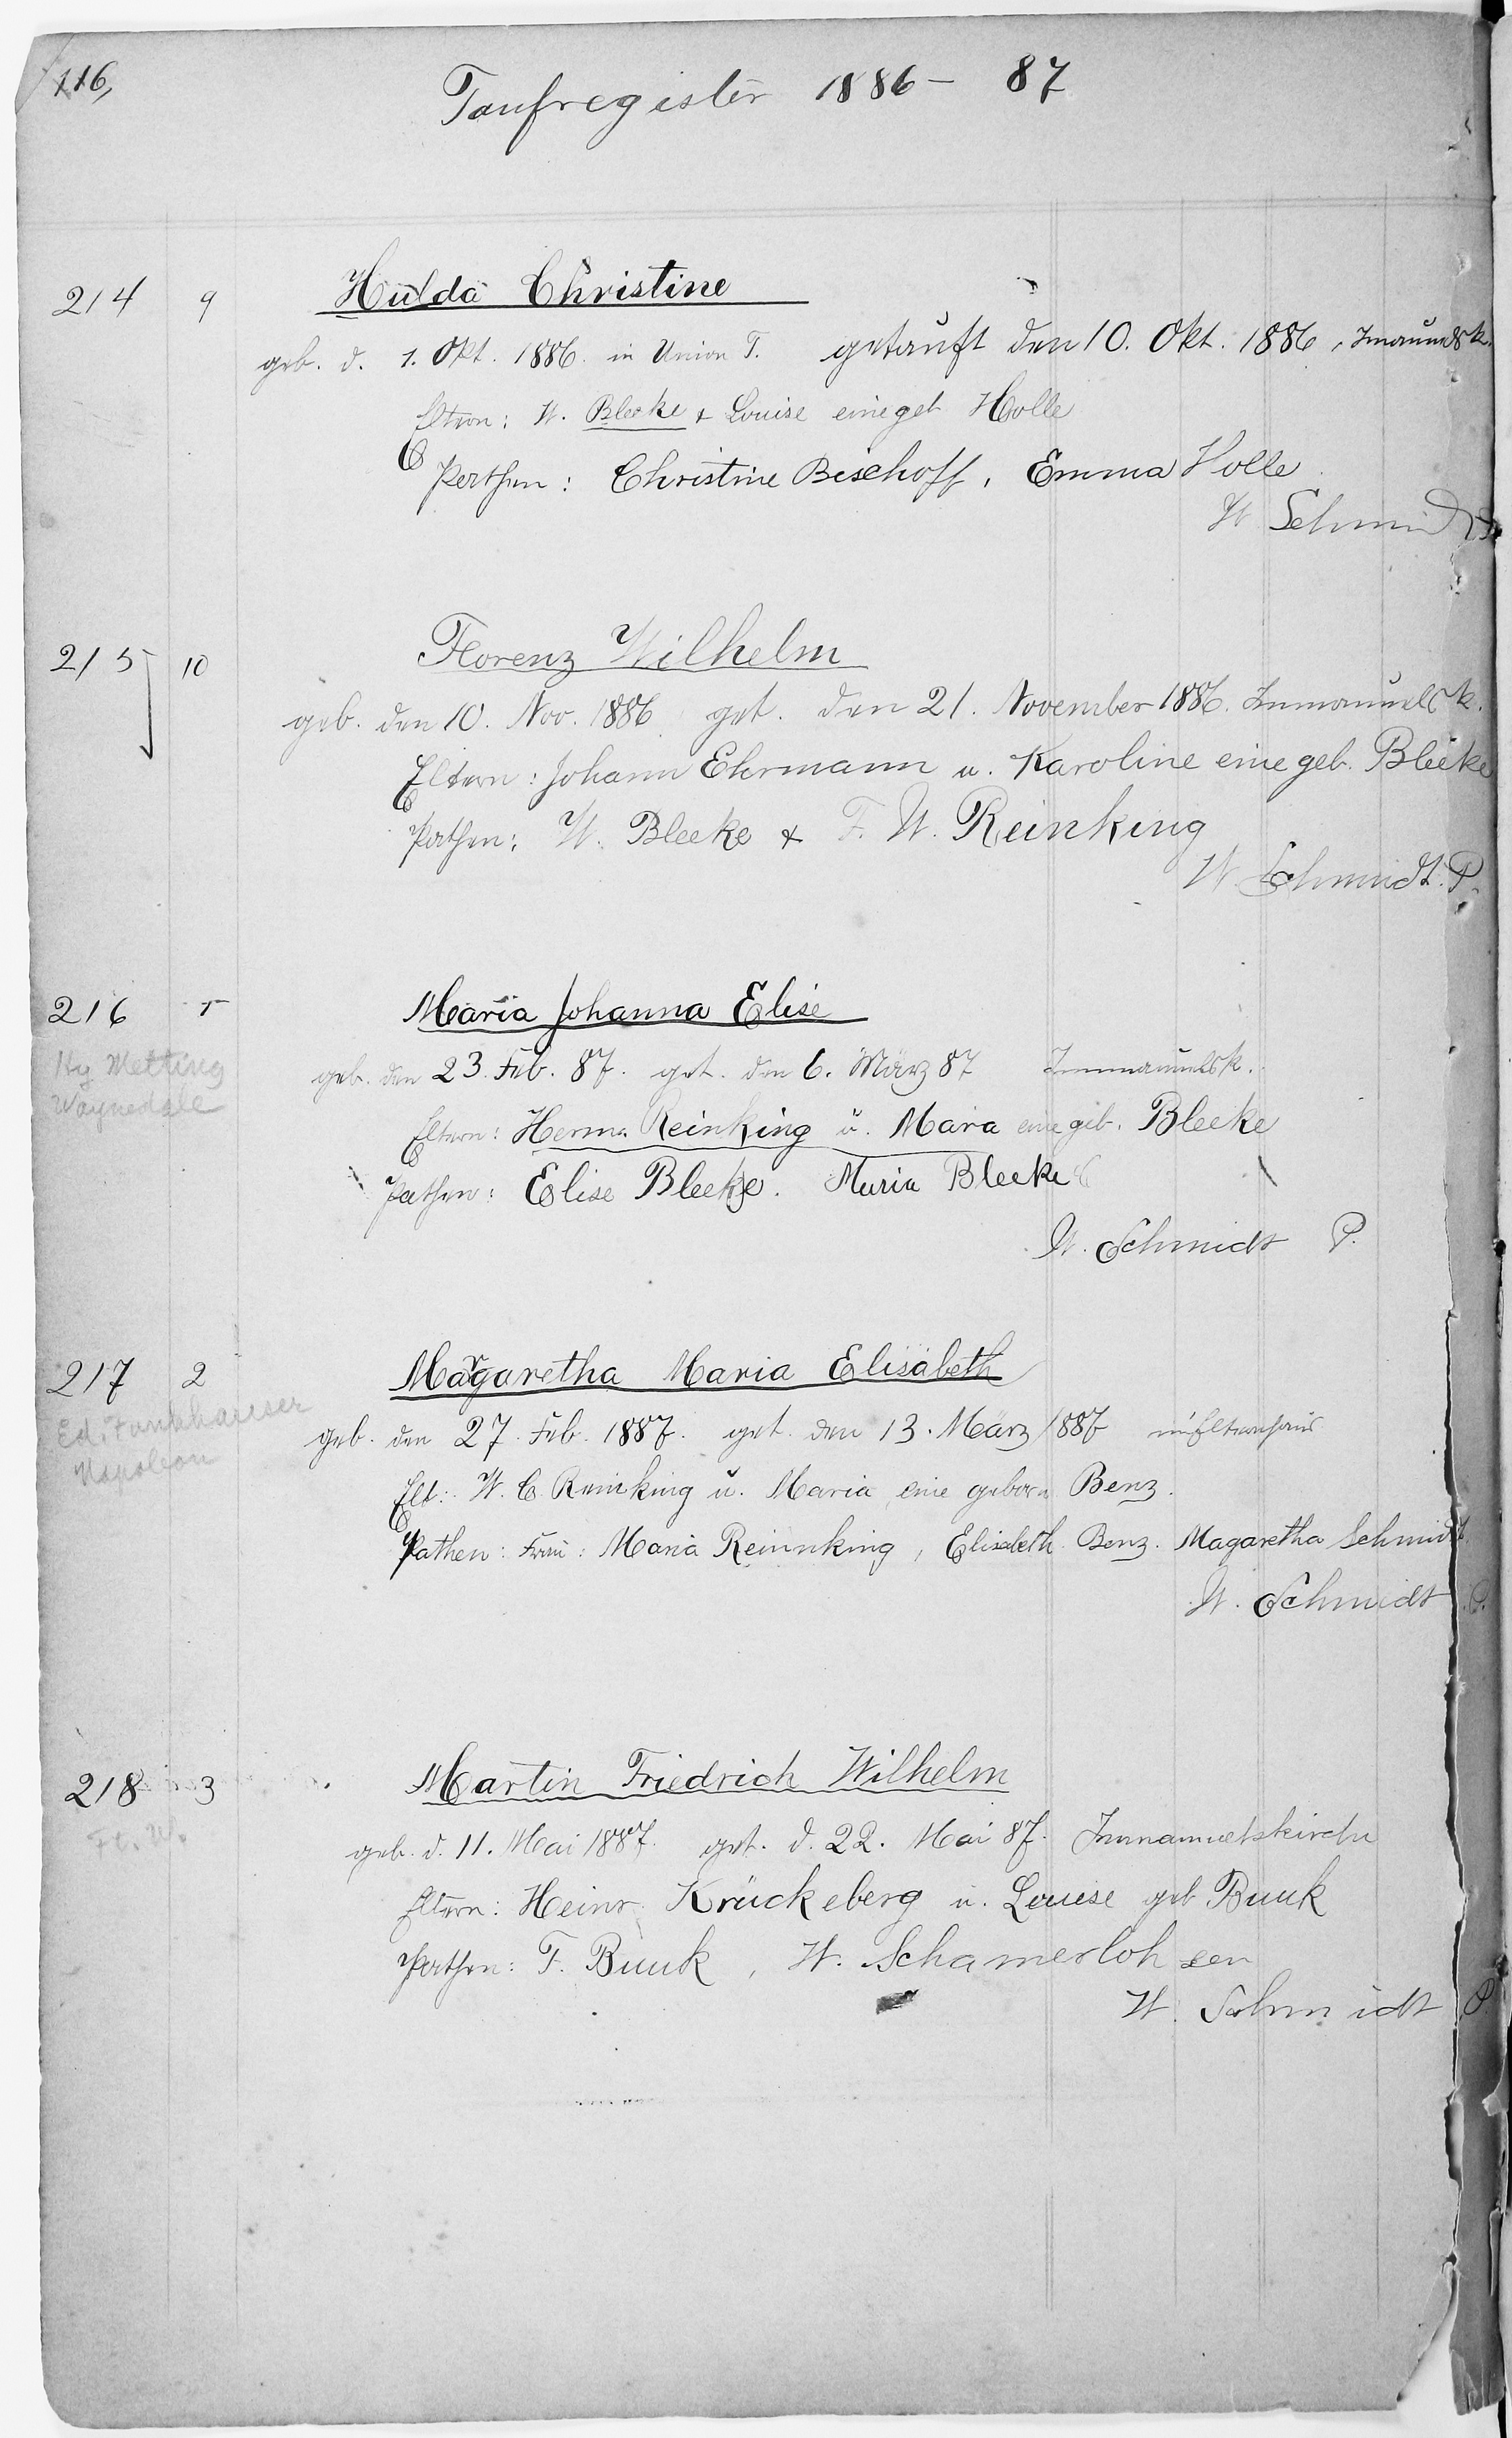 116,
Taufregister 1886 - 87
214 9 Hulda Christine
geb. d. 1. Okt. 1886. in Union T. getauft den 10. Okt. 1886,
Eltern: W. Bleeke + Louise eine geb Holle
Pathen: Christine Bischoff, Emma Holle
W Schmidt
215 10 Florenz Wilhelm
geb. den 10. Nov. 1886 get. den 21. November 1886. Immanuelsk.
Eltern: Johann Ehrmann u. Karoline eine geb. Bleeke
Pathen: W. Bleeke + F. W. Reinking
W. Schmidt. P.
216 1 Maria Johanna Elise
Hy Metting
Waynedale
geb. den 23. Feb. 87. get. den 6. März 87 Immanuelsk.
Eltern: Herm. Reinking u. Maria eine geb. Bleeke
Pathen: Elise Bleeke. Maria Bleeke
W. Schmidt P.
217 2 Margaretha Maria Elisabeth
Ed. Funkhauser
Napoleon
geb. den 27. Feb. 1887. get. den 13. März 1887 im Elternhaus
Elt: W. C. Reinking u. Maria eine geborn Benz.
Pathen: Frau: Maria Reinnking, Elisabeth Benz. Magaretha Schmidt
W. Schmidt P.
218 3 Martin Friedrich Wilhelm
Ft. W.
geb. d. 11. Mai 1887. get. d. 22. Mai 87. Immanuelskirche
Eltern: Heinr. Krückeberg u. Louise geb Buuk
Pathen: F. Buuk, W. Schamerloh sen
W. Schmidt P.